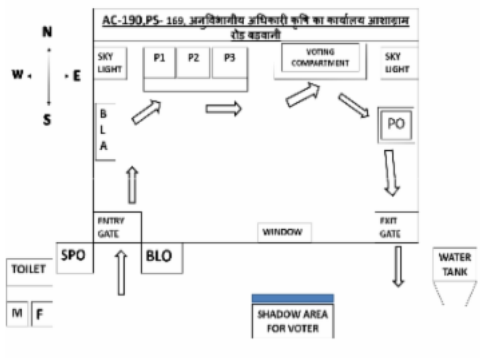 AC-190,PS- 169, अनुविभागीय अधिकारी कृषि का कार्यालय आशाग्राम
रोड बड़वानी
N
W
E
S
SKY
LIGHT
P1
P2
P3
VOTING
COMPARTMENT
SKY
LIGHT
B
L
A
PO
ENTRY
GATE
WINDOW
EXIT
GATE
SPO
BLO
TOILET
M
F
SHADOW AREA
FOR VOTER
WATER
TANK